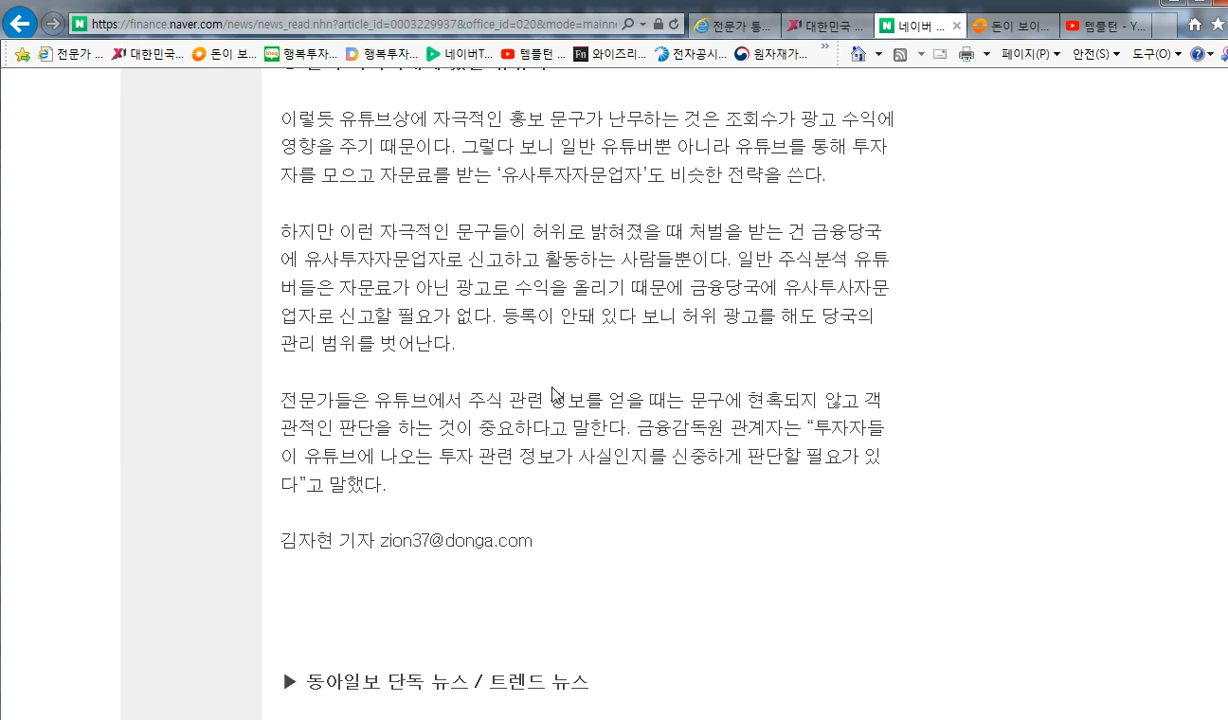 https://finance.naver.com/news/news_read.nhn?article_id=0003229937&office_id=020&mode=mainn
전문가 통...
대한민국 ...
네이버 ...
돈이 보이...
템플턴 - Y...
전문가 ...
대한민국...
돈이 보...
행복투자...
행복투자...
네이버T...
템플턴 ...
와이즈리...
전자공시...
원자재가...
페이지(P)
안전(S)
도구(O)
이렇듯 유튜브상에 자극적인 홍보 문구가 난무하는 것은 조회수가 광고 수익에
영향을 주기 때문이다. 그렇다 보니 일반 유튜버뿐 아니라 유튜브를 통해 투자
자를 모으고 자문료를 받는 ‘유사투자자문업자’도 비슷한 전략을 쓴다.
하지만 이런 자극적인 문구들이 허위로 밝혀졌을 때 처벌을 받는 건 금융당국
에 유사투자자문업자로 신고하고 활동하는 사람들뿐이다. 일반 주식분석 유튜
버들은 자문료가 아닌 광고로 수익을 올리기 때문에 금융당국에 유사투사자문
업자로 신고할 필요가 없다. 등록이 안돼 있다 보니 허위 광고를 해도 당국의
관리 범위를 벗어난다.
전문가들은 유튜브에서 주식 관련 정보를 얻을 때는 문구에 현혹되지 않고 객
관적인 판단을 하는 것이 중요하다고 말한다. 금융감독원 관계자는 “투자자들
이 유튜브에 나오는 투자 관련 정보가 사실인지를 신중하게 판단할 필요가 있
다”고 말했다.
김자현 기자 zion37@donga.com
▶ 동아일보 단독 뉴스 / 트렌드 뉴스